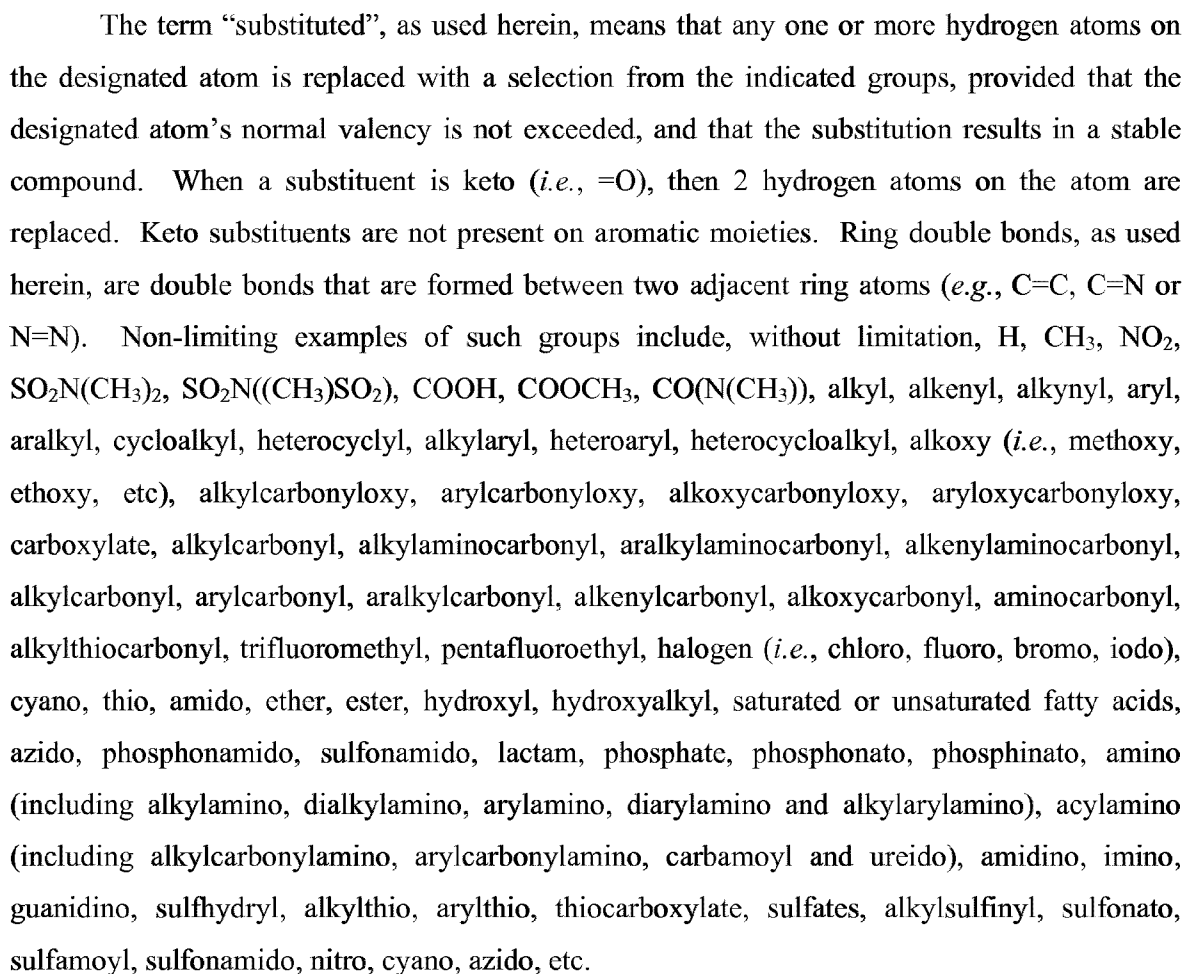 The term “substituted”, as used herein, means that any one or more hydrogen atoms on
the designated atom is replaced with a selection from the indicated groups, provided that the
designated atom’s normal valency is not exceeded, and that the substitution results in a stable
compound. When a substituent is keto (i.e., =O), then 2 hydrogen atoms on the atom are
replaced. Keto substituents are not present on aromatic moieties. Ring double bonds, as used
herein, are double bonds that are formed between two adjacent ring atoms (e.g., C=C, C=N or
N=N). Non-limiting examples of such groups include, without limitation, H, CH₃, NO₂,
SO₂N(CH₃)₂, SO₂N((CH₃)SO₂), COOH, COOCH₃, CO(N(CH₃)), alkyl, alkenyl, alkynyl, aryl,
aralkyl, cycloalkyl, heterocyclyl, alkylaryl, heteroaryl, heterocycloalkyl, alkoxy (i.e., methoxy,
ethoxy, etc), alkylcarbonyloxy, arylcarbonyloxy, alkoxycarbonyloxy, aryloxycarbonyloxy,
carboxylate, alkylcarbonyl, alkylaminocarbonyl, aralkylaminocarbonyl, alkenylaminocarbonyl,
alkylcarbonyl, arylcarbonyl, aralkylcarbonyl, alkenylcarbonyl, alkoxycarbonyl, aminocarbonyl,
alkylthiocarbonyl, trifluoromethyl, pentafluoroethyl, halogen (i.e., chloro, fluoro, bromo, iodo),
cyano, thio, amido, ether, ester, hydroxyl, hydroxyalkyl, saturated or unsaturated fatty acids,
azido, phosphonamido, sulfonamido, lactam, phosphate, phosphonato, phosphinato, amino
(including alkylamino, dialkylamino, arylamino, diarylamino and alkylarylamino), acylamino
(including alkylcarbonylamino, arylcarbonylamino, carbamoyl and ureido), amidino, imino,
guanidino, sulfhydryl, alkylthio, arylthio, thiocarboxylate, sulfates, alkylsulfinyl, sulfonato,
sulfamoyl, sulfonamido, nitro, cyano, azido, etc.